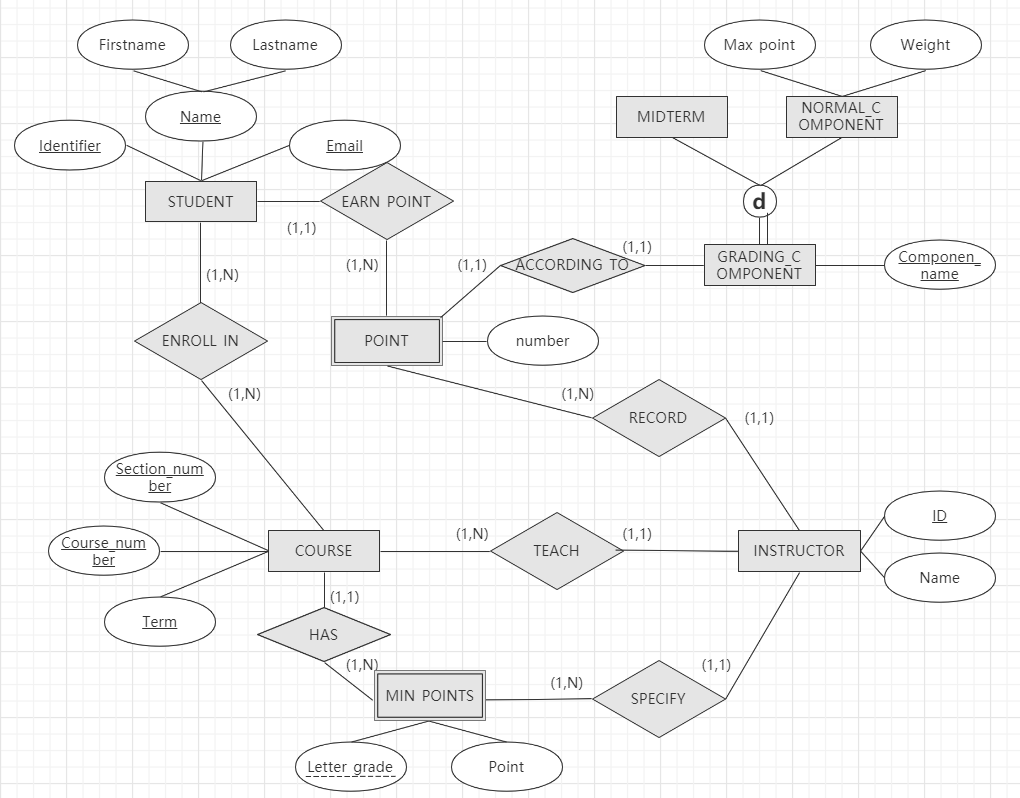 Firstname
Lastname
Max point
Weight
Name
MIDTERM
NORMAL_C
OMPONENT
Identifier
Email
STUDENT
EARN POINT
d
(1,1)
(1,N)
(1,N)
(1,1)
ACCORDING TO
(1,1)
GRADING_C
OMPONENT
Componen_
name
ENROLL IN
POINT
number
(1,N)
(1,N)
RECORD
(1,1)
Section_num
ber
Course_num
ber
Term
COURSE
(1,N)
TEACH
(1,1)
INSTRUCTOR
ID
Name
(1,1)
HAS
(1,N)
MIN POINTS
(1,N)
SPECIFY
(1,1)
Letter grade
Point